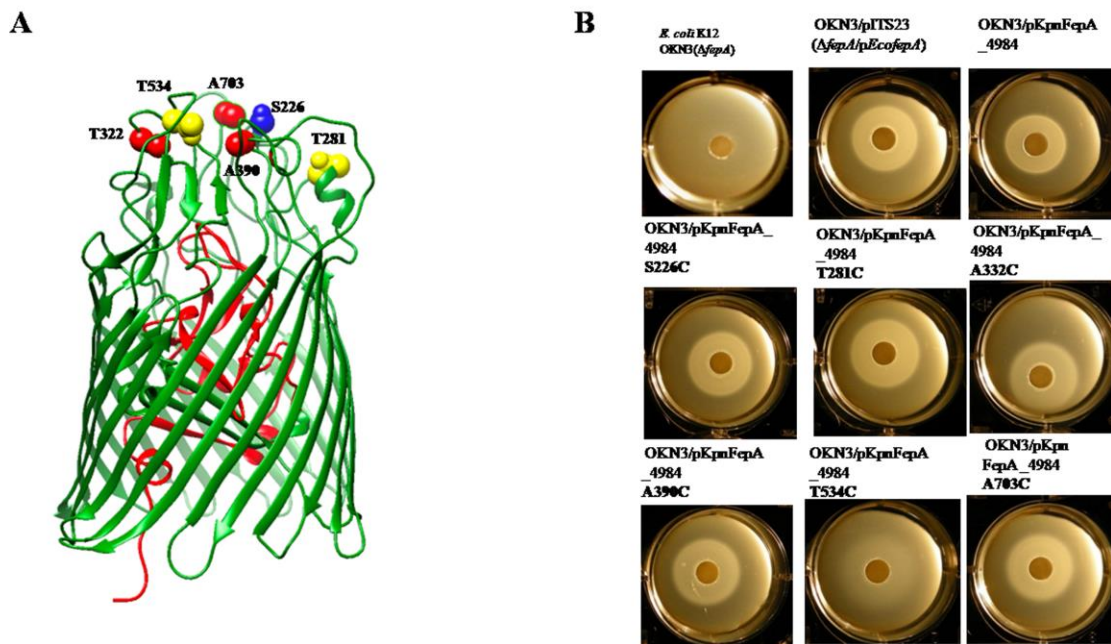 A
T534
A703
S226
T322
T281
A390
B
E. coli K12
OKN3(ΔfepA)
OKN3/pITS23
(ΔfepA/pEcofepA)
OKN3/pKpnFepA
_4984
OKN3/pKpnFepA_
4984
S226C
OKN3/pKpnFepA
_4984
T281C
OKN3/pKpnFepA_
4984
A332C
OKN3/pKpnFepA
_4984
A390C
OKN3/pKpnFepA
_4984
T534C
OKN3/pKpn
FepA_4984
A703C